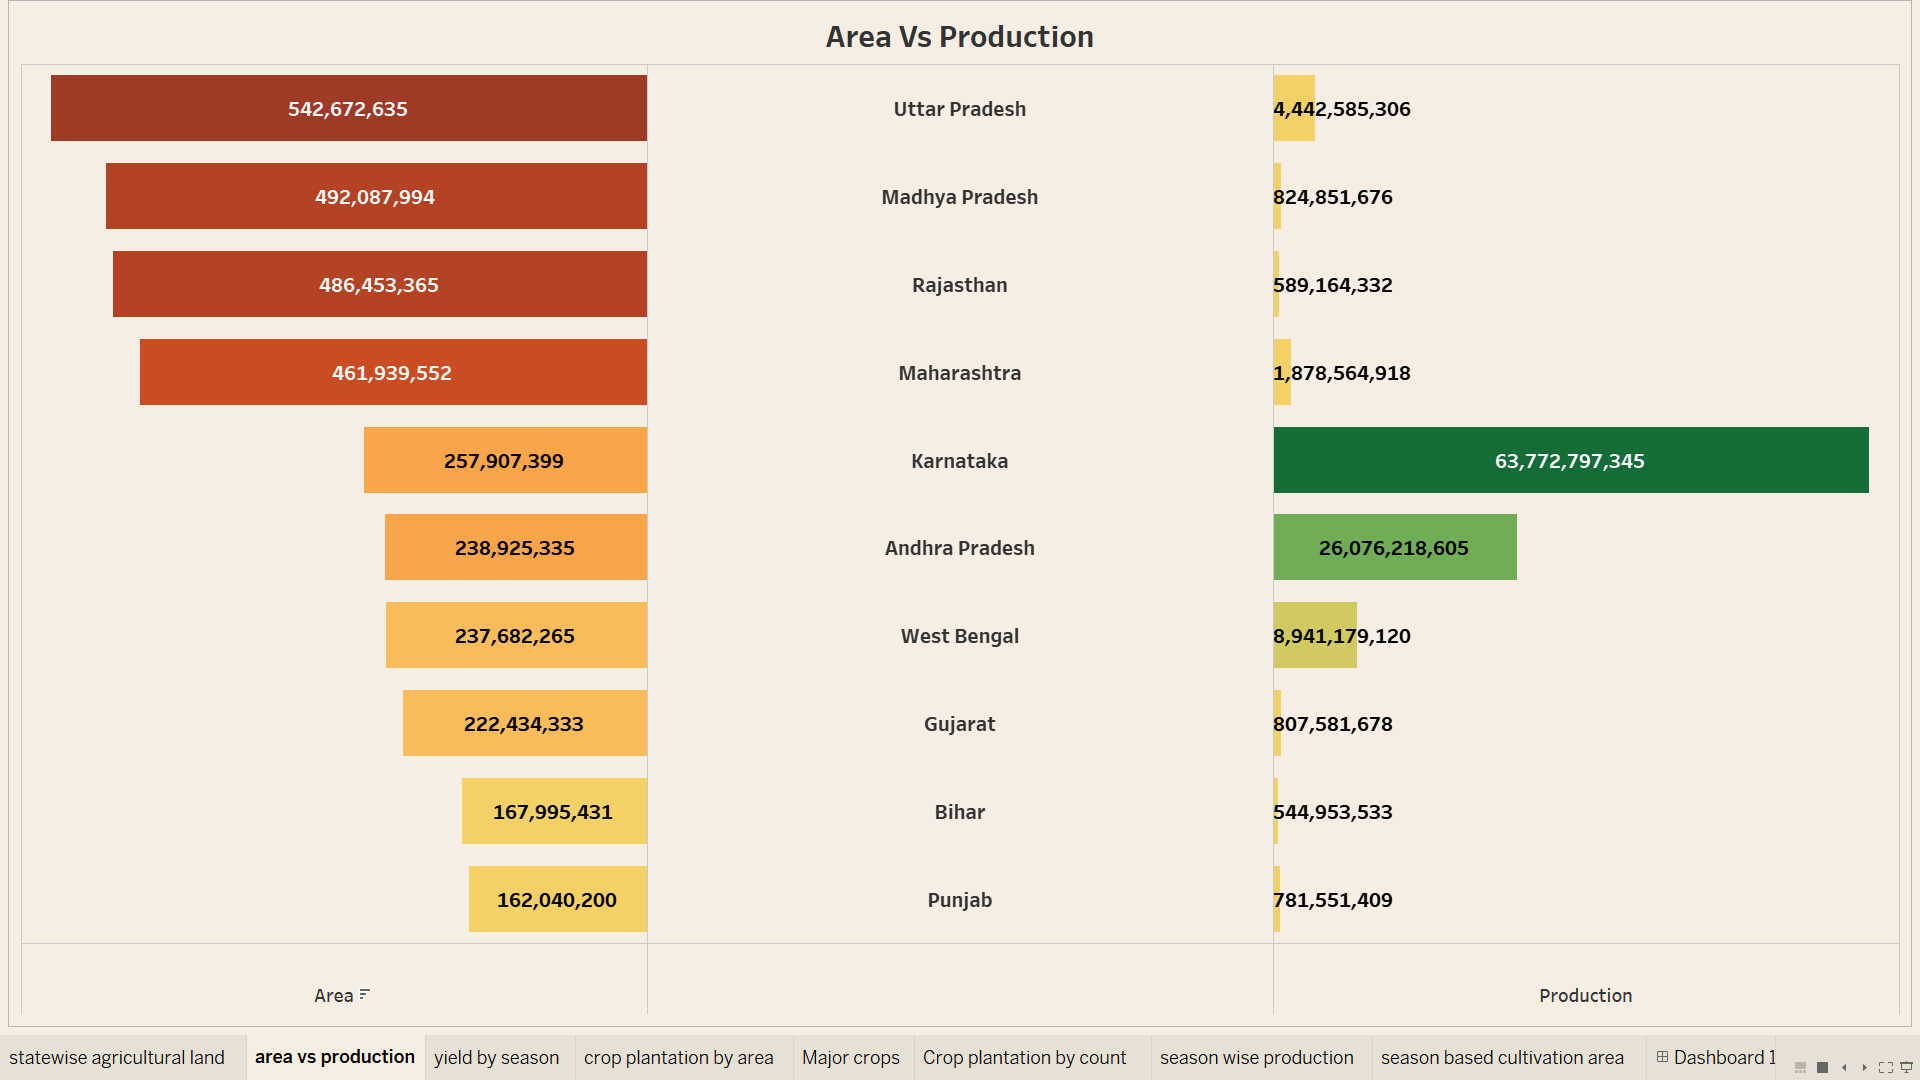 Area Vs Production
542,672,635 Uttar Pradesh 4,442,585,306
492,087,994 Madhya Pradesh 824,851,676
486,453,365 Rajasthan 589,164,332
461,939,552 Maharashtra 1,878,564,918
257,907,399 Karnataka 63,772,797,345
238,925,335 Andhra Pradesh 26,076,218,605
237,682,265 West Bengal 8,941,179,120
222,434,333 Gujarat 807,581,678
167,995,431 Bihar 544,953,533
162,040,200 Punjab 781,551,409
Area Production
statewise agricultural land area vs production yield by season crop plantation by area Major crops Crop plantation by count season wise production season based cultivation area Dashboard 1